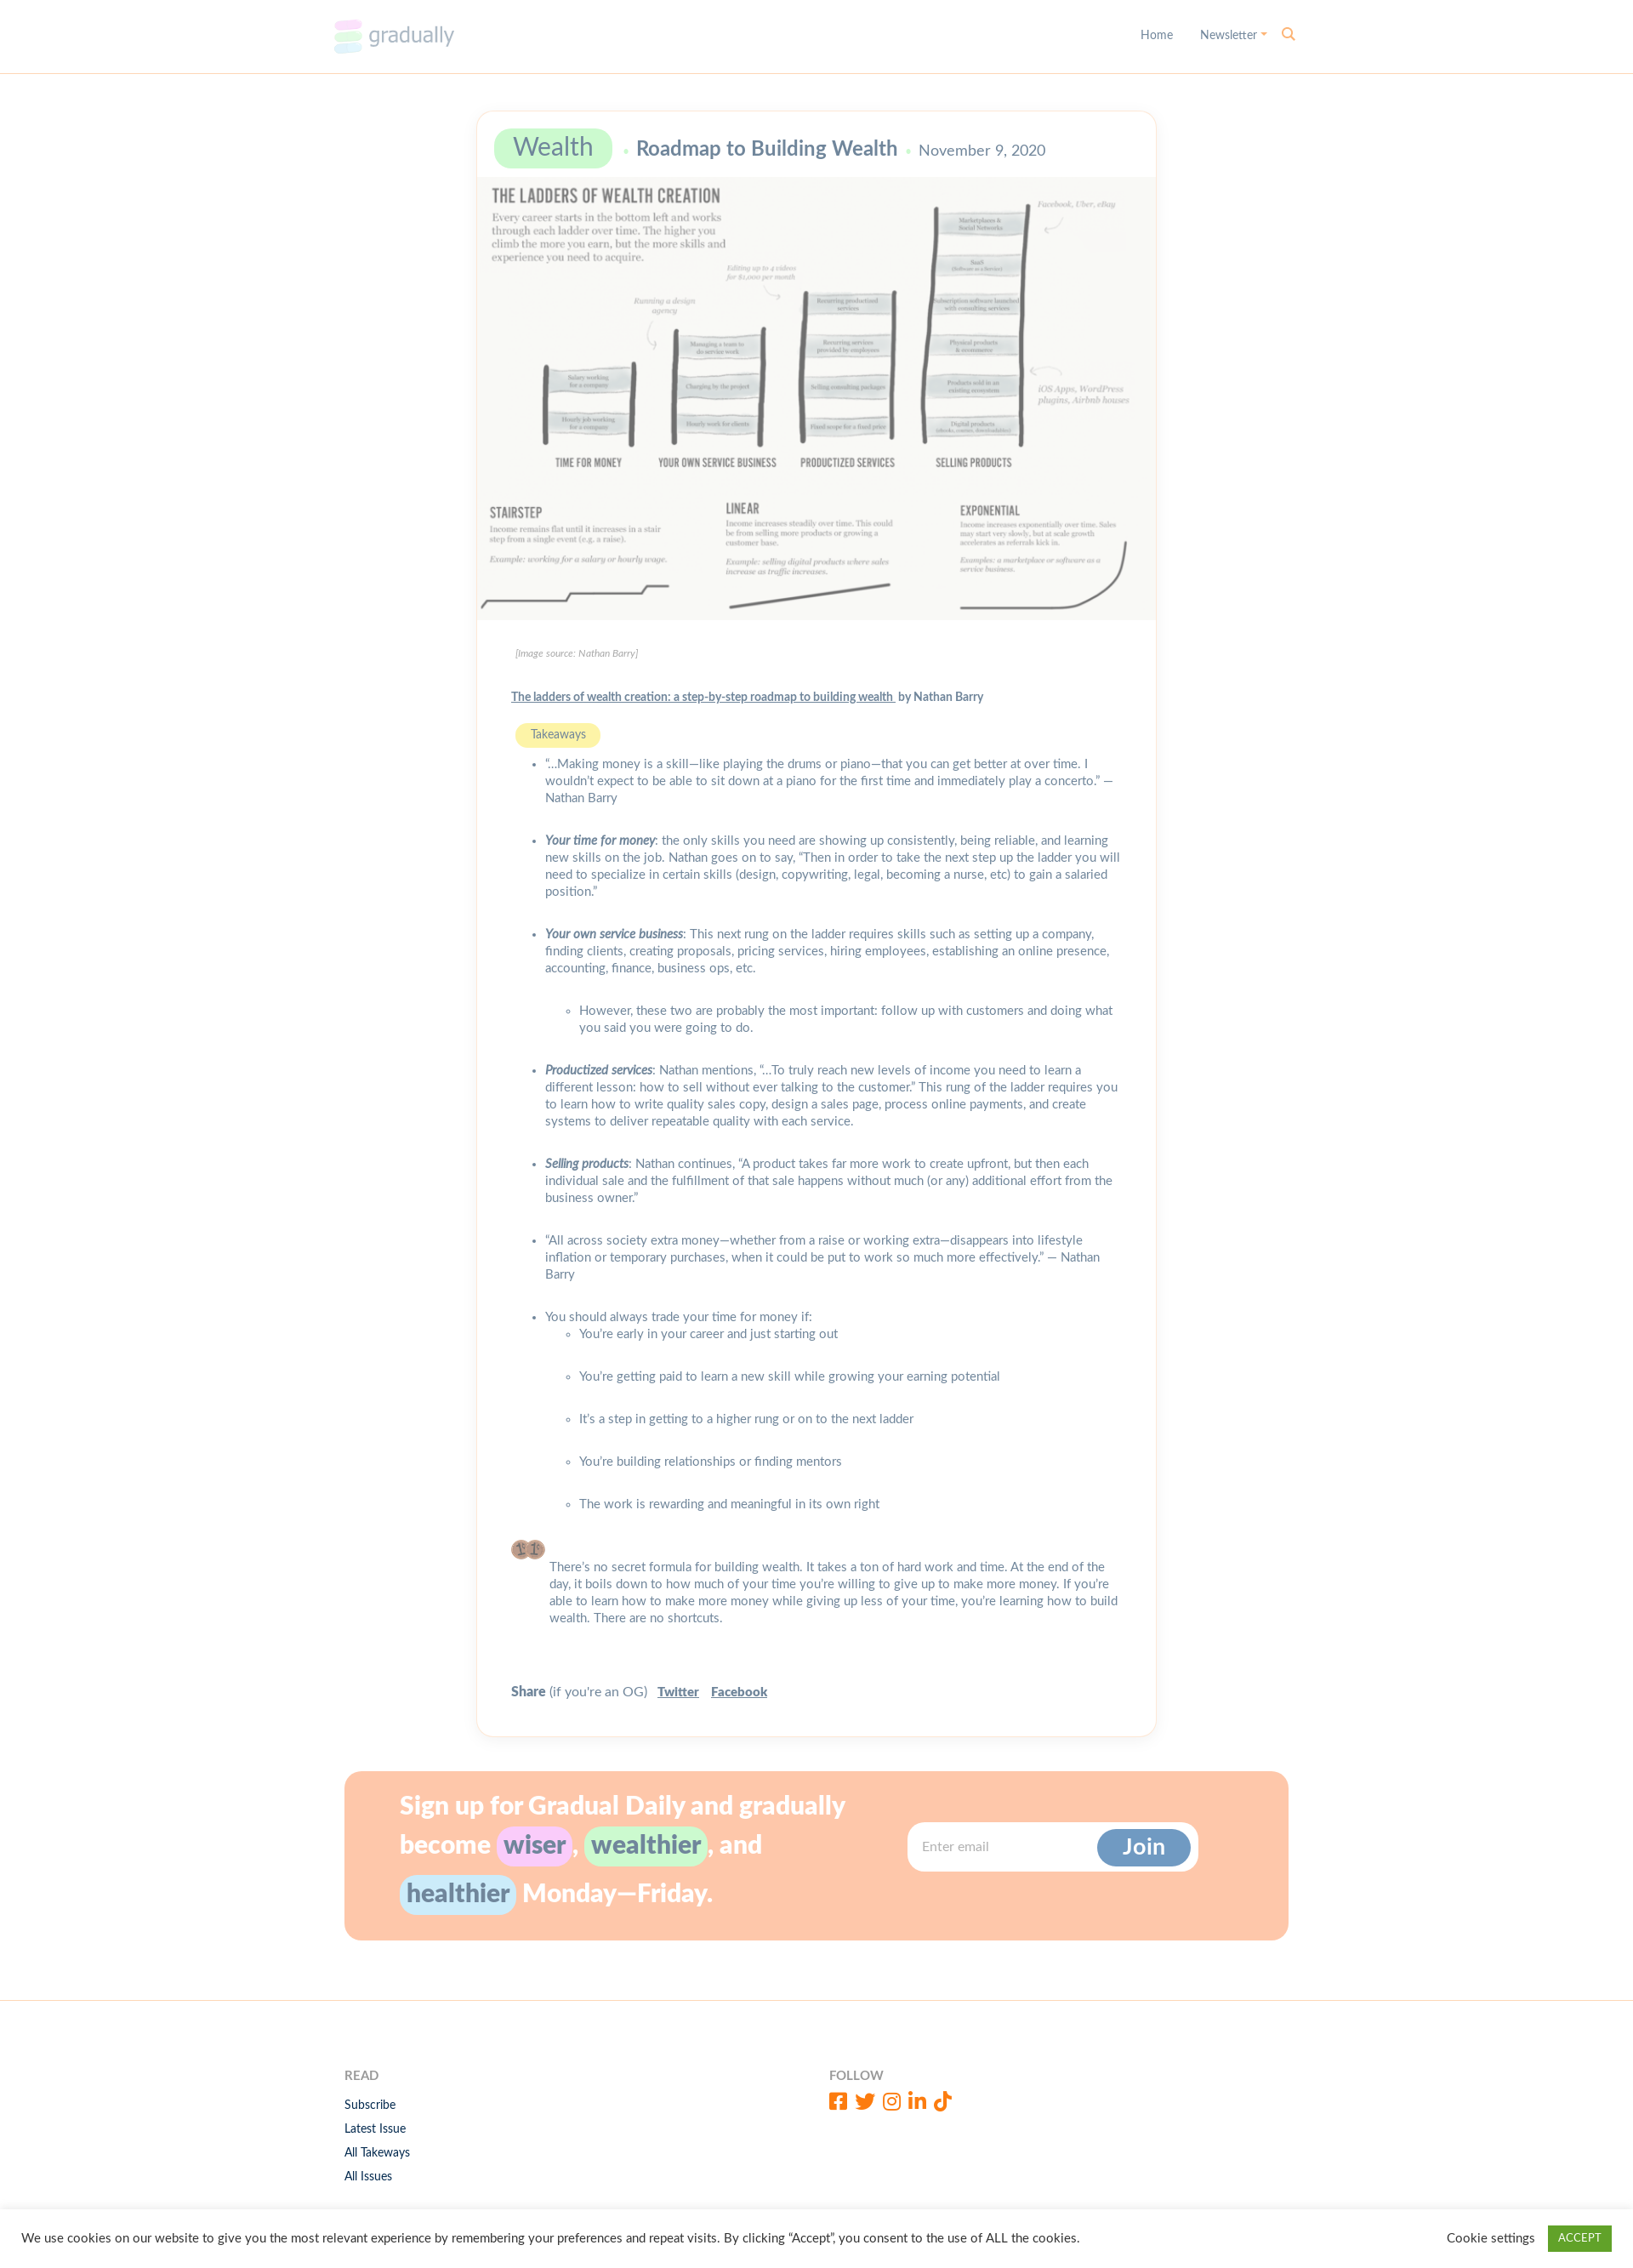 gradually
Home
Newsletter
Wealth
Roadmap to Building Wealth
November 9, 2020
THE LADDERS OF WEALTH CREATION
Every career starts in the bottom left and works
through each ladder over time. The higher you
climb the more you earn, but the more skills and
experience you need to acquire.
Facebook, Uber, eBay
Marketplaces &
Social Networks
SaaS
(Software as a Service)
Editing up to 4 videos
for $1,000 per month
Running a design
agency
Recurring productized
services
Subscription software launched
with consulting services
Managing a team to
do service work
Recurring services
provided by employees
Physical products
& ecommerce
Salary working
for a company
Charging by the project
Selling consulting packages
Products sold in an
existing ecosystem
iOS Apps, WordPress
plugins, Airbnb houses
Hourly job working
for a company
Hourly work for clients
Fixed scope for a fixed price
Digital products
(ebooks, courses, downloadables)
TIME FOR MONEY
YOUR OWN SERVICE BUSINESS
PRODUCTIZED SERVICES
SELLING PRODUCTS
STAIRSTEP
Income remains flat until it increases in a stair
step from a single event (e.g. a raise).
Example: working for a salary or hourly wage.
LINEAR
Income increases steadily over time. This could
be from selling more products or growing a
customer base.
Example: selling digital products where sales
increase as traffic increases.
EXPONENTIAL
Income increases exponentially over time. Sales
may start very slowly, but at scale growth
accelerates as referrals kick in.
Examples: a marketplace or software as a
service business.
[Image source: Nathan Barry]
The ladders of wealth creation: a step-by-step roadmap to building wealth by Nathan Barry
Takeaways
• “…Making money is a skill—like playing the drums or piano—that you can get better at over time. I
wouldn’t expect to be able to sit down at a piano for the first time and immediately play a concerto.” —
Nathan Barry
• Your time for money: the only skills you need are showing up consistently, being reliable, and learning
new skills on the job. Nathan goes on to say, “Then in order to take the next step up the ladder you will
need to specialize in certain skills (design, copywriting, legal, becoming a nurse, etc) to gain a salaried
position.”
• Your own service business: This next rung on the ladder requires skills such as setting up a company,
finding clients, creating proposals, pricing services, hiring employees, establishing an online presence,
accounting, finance, business ops, etc.
◦ However, these two are probably the most important: follow up with customers and doing what
you said you were going to do.
• Productized services: Nathan mentions, “…To truly reach new levels of income you need to learn a
different lesson: how to sell without ever talking to the customer.” This rung of the ladder requires you
to learn how to write quality sales copy, design a sales page, process online payments, and create
systems to deliver repeatable quality with each service.
• Selling products: Nathan continues, “A product takes far more work to create upfront, but then each
individual sale and the fulfillment of that sale happens without much (or any) additional effort from the
business owner.”
• “All across society extra money—whether from a raise or working extra—disappears into lifestyle
inflation or temporary purchases, when it could be put to work so much more effectively.” — Nathan
Barry
• You should always trade your time for money if:
◦ You’re early in your career and just starting out
◦ You’re getting paid to learn a new skill while growing your earning potential
◦ It’s a step in getting to a higher rung or on to the next ladder
◦ You’re building relationships or finding mentors
◦ The work is rewarding and meaningful in its own right
There’s no secret formula for building wealth. It takes a ton of hard work and time. At the end of the
day, it boils down to how much of your time you’re willing to give up to make more money. If you’re
able to learn how to make more money while giving up less of your time, you’re learning how to build
wealth. There are no shortcuts.
Share (if you're an OG) Twitter Facebook
Sign up for Gradual Daily and gradually
become wiser, wealthier, and
healthier Monday—Friday.
Enter email
Join
READ
Subscribe
Latest Issue
All Takeways
All Issues
FOLLOW
We use cookies on our website to give you the most relevant experience by remembering your preferences and repeat visits. By clicking “Accept”, you consent to the use of ALL the cookies.
Cookie settings
ACCEPT